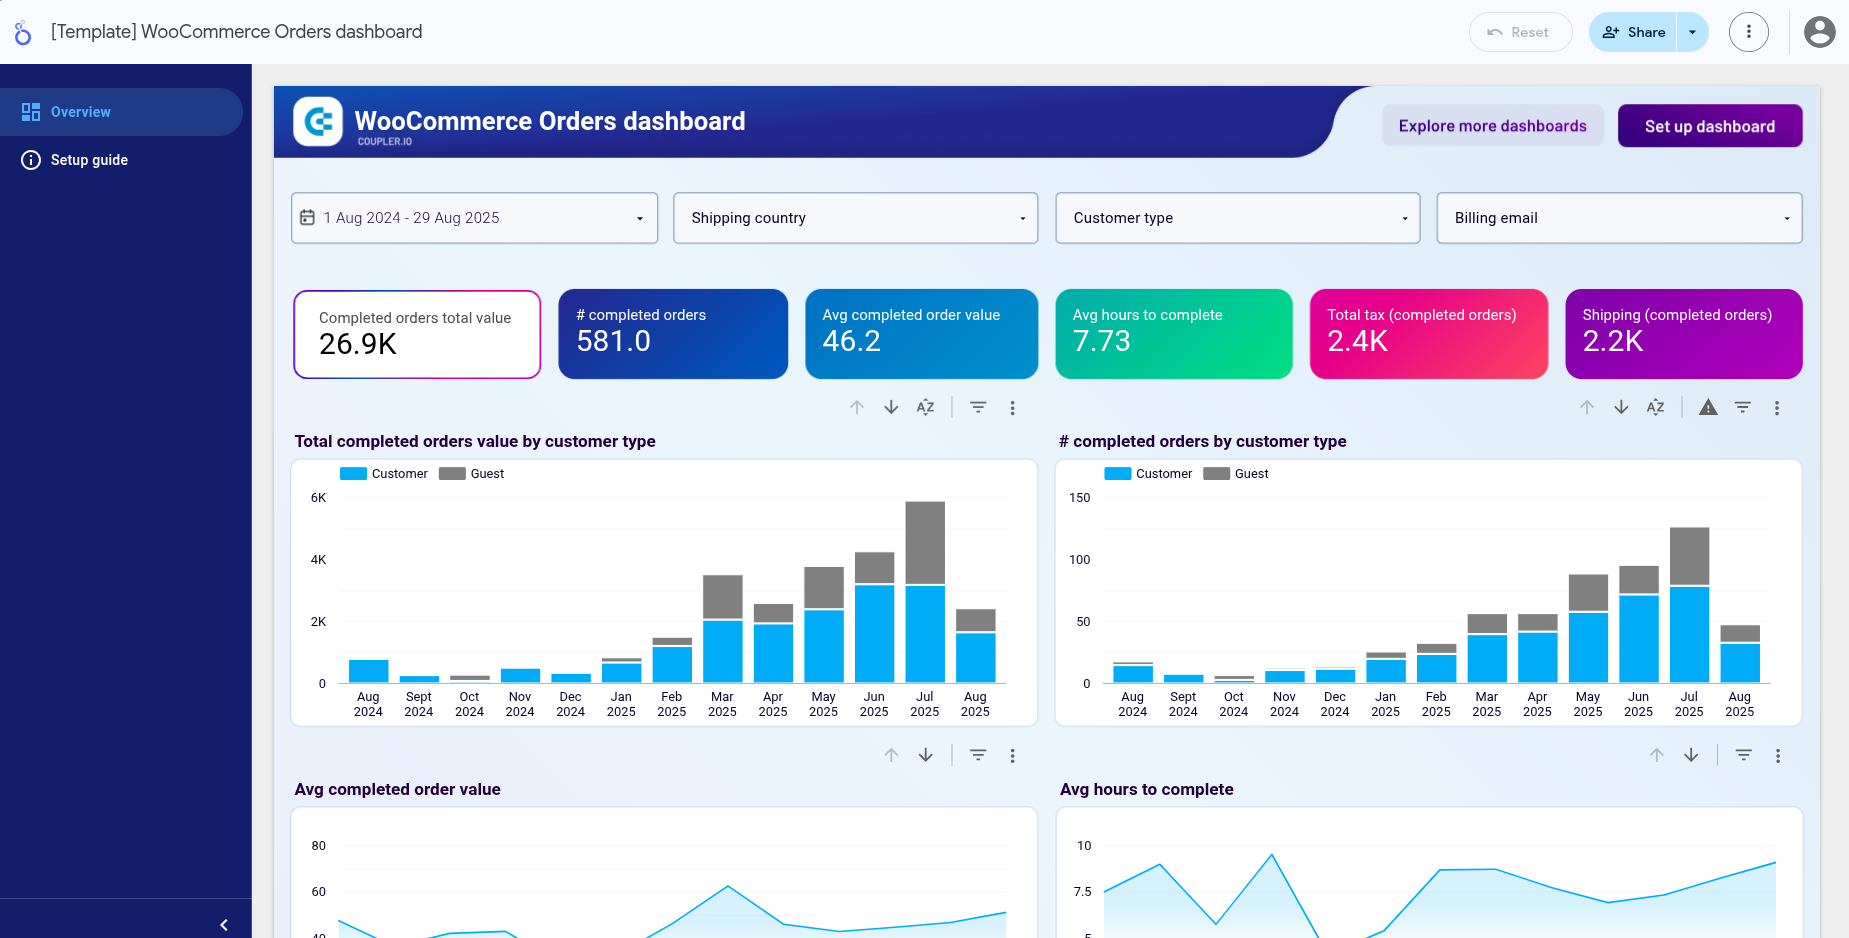 [Template] WooCommerce Orders dashboard
Reset
Share
Overview
Setup guide
WooCommerce Orders dashboard
COUPLER.IO
Explore more dashboards
Set up dashboard
1 Aug 2024 - 29 Aug 2025
Shipping country
Customer type
Billing email
Completed orders total value
26.9K
# completed orders
581.0
Avg completed order value
46.2
Avg hours to complete
7.73
Total tax (completed orders)
2.4K
Shipping (completed orders)
2.2K
AZ
AZ
Total completed orders value by customer type
Customer Guest
6K
4K
2K
0
Aug Sept Oct Nov Dec Jan Feb Mar Apr May Jun Jul Aug
2024 2024 2024 2024 2024 2025 2025 2025 2025 2025 2025 2025 2025
# completed orders by customer type
Customer Guest
150
100
50
0
Aug Sept Oct Nov Dec Jan Feb Mar Apr May Jun Jul Aug
2024 2024 2024 2024 2024 2025 2025 2025 2025 2025 2025 2025 2025
Avg completed order value
80
60
40
Avg hours to complete
10
7.5
5